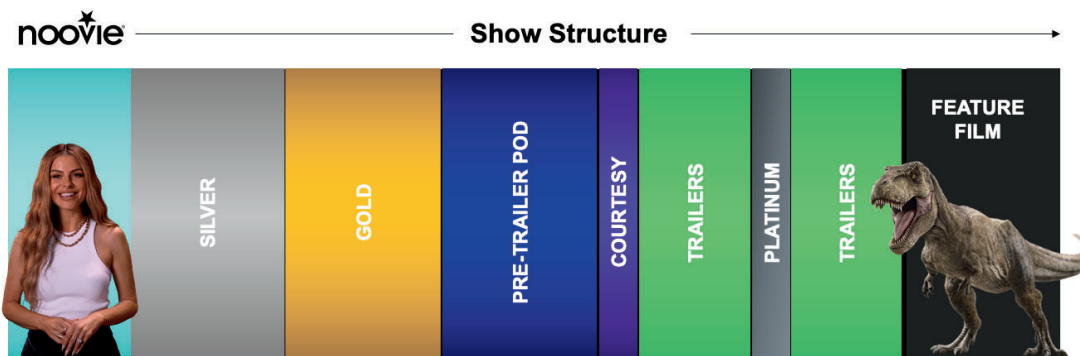 noovie
Show Structure
SILVER
GOLD
PRE-TRAILER POD
COURTESY
TRAILERS
PLATINUM
TRAILERS
FEATURE
FILM